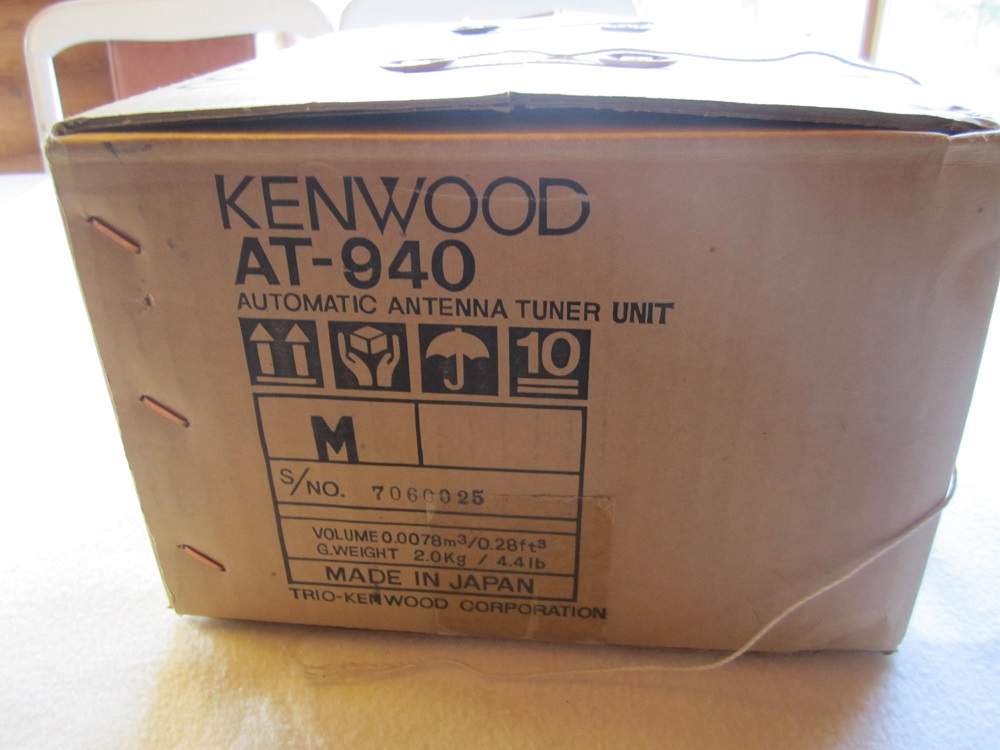 KENWOOD
AT-940
AUTOMATIC ANTENNA TUNER UNIT
10
M
S/NO. 7060025
VOLUME 0.0078m³/0.28ft³
G.WEIGHT 2.0Kg / 4.4lb
MADE IN JAPAN
TRIO-KENWOOD CORPORATION